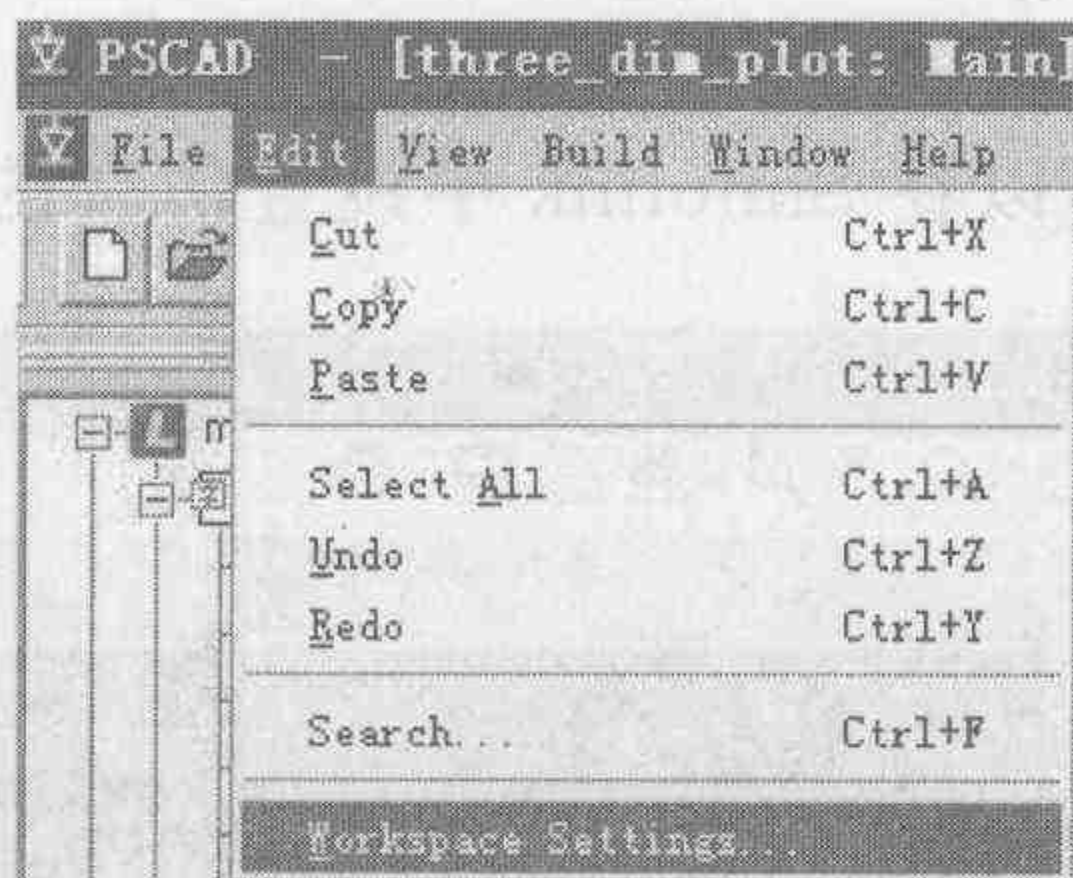 PSCAD - [three_dim_plot: Main]
File Edit View Build Window Help
Cut Ctrl+X
Copy Ctrl+C
Paste Ctrl+V
Select All Ctrl+A
Undo Ctrl+Z
Redo Ctrl+Y
Search... Ctrl+F
Workspace Settings...